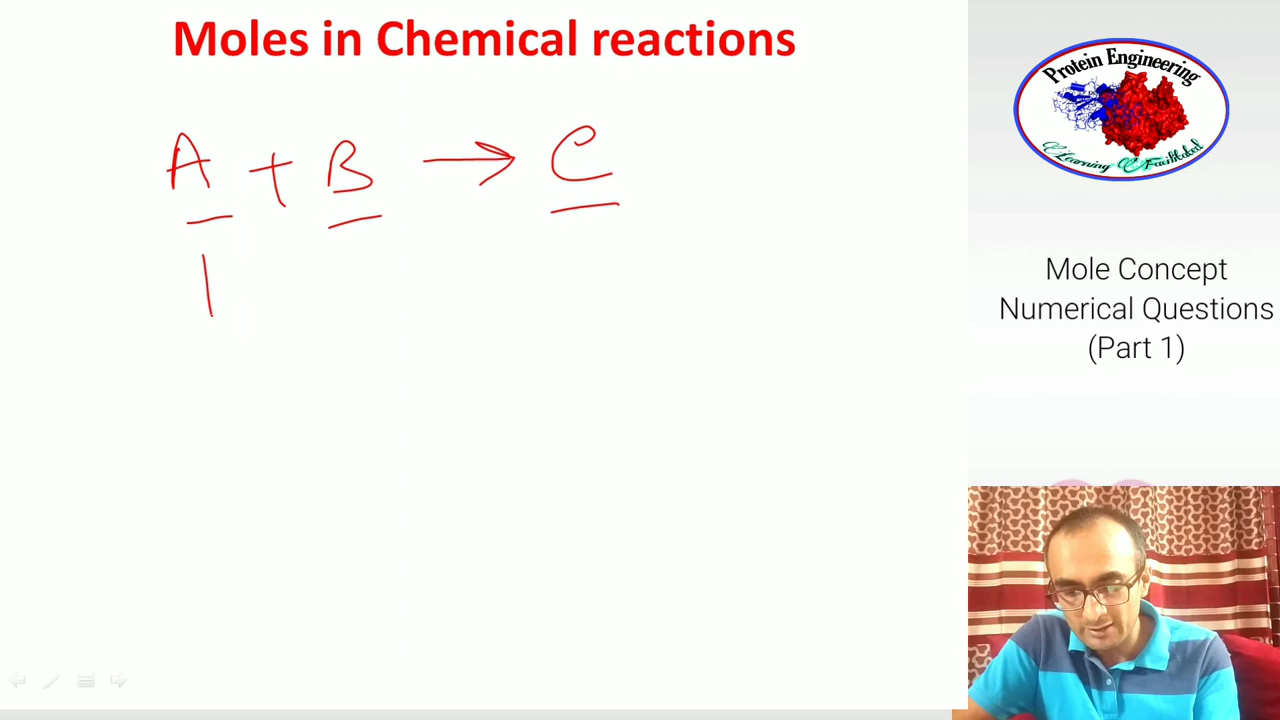 Moles in Chemical reactions
A + B → C
1
Protein Engineering
Learning Facilitated
Mole Concept
Numerical Questions
(Part 1)